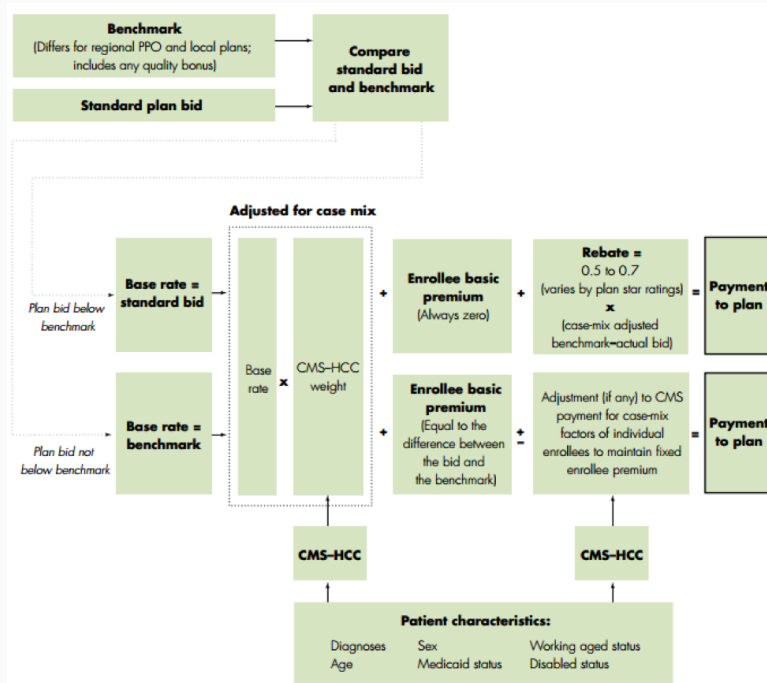 Benchmark
(Differs for regional PPO and local plans;
includes any quality bonus)
Compare
standard bid
and benchmark
Standard plan bid
Adjusted for case mix
Plan bid below
benchmark
Base rate =
standard bid
Base
rate
x
CMS–HCC
weight
+
Enrollee basic
premium
(Always zero)
+
Rebate =
0.5 to 0.7
(varies by plan star ratings)
x
(case-mix adjusted
benchmark–actual bid)
=
Payment
to plan
Plan bid not
below benchmark
Base rate =
benchmark
+
Enrollee basic
premium
(Equal to the
difference between
the bid and
the benchmark)
+
–
Adjustment (if any) to CMS
payment for case-mix
factors of individual
enrollees to maintain fixed
enrollee premium
=
Payment
to plan
CMS–HCC
CMS–HCC
Patient characteristics:
Diagnoses Sex Working aged status
Age Medicaid status Disabled status